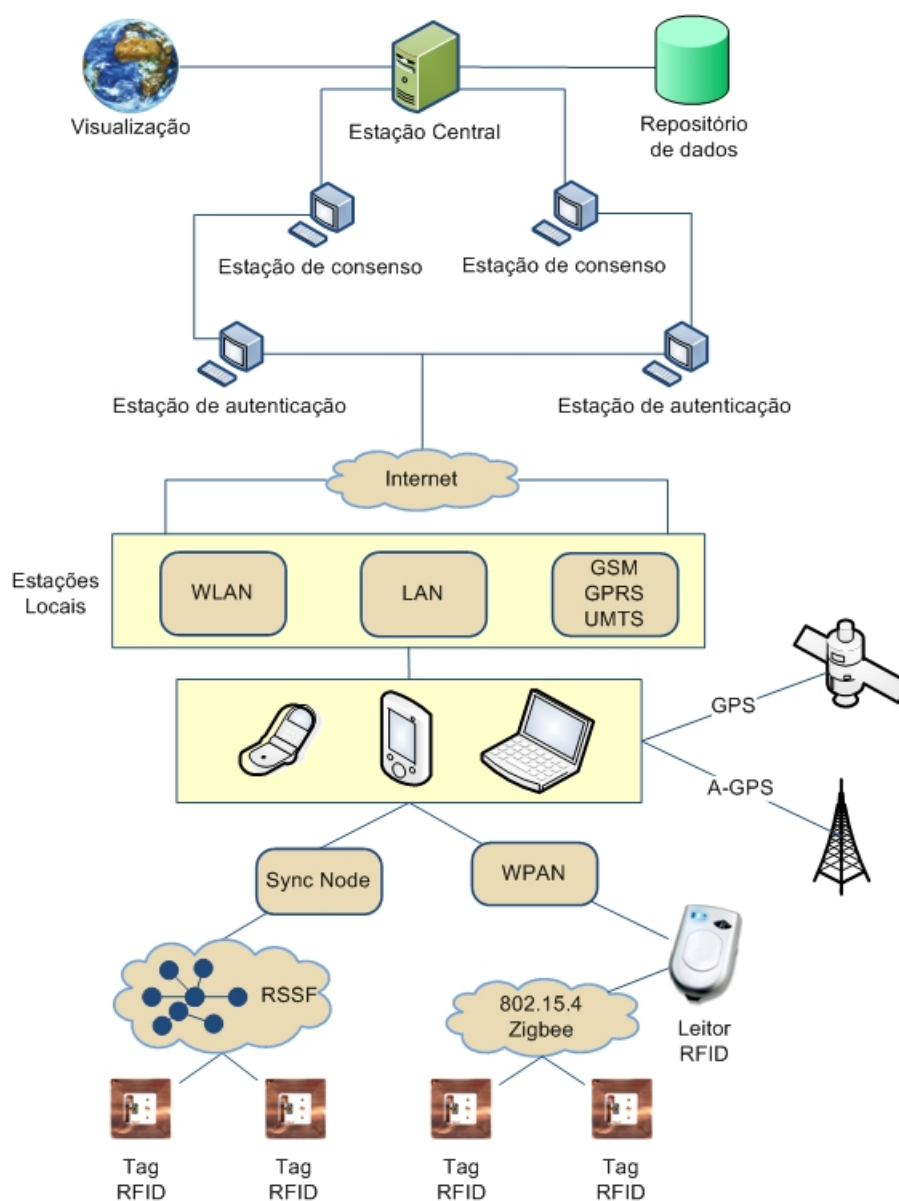 Visualização
Estação Central
Repositório
de dados
Estação de consenso
Estação de consenso
Estação de autenticação
Estação de autenticação
Internet
Estações
Locais
WLAN
LAN
GSM
GPRS
UMTS
GPS
A-GPS
Sync Node
WPAN
RSSF
802.15.4
Zigbee
Leitor
RFID
Tag
RFID
Tag
RFID
Tag
RFID
Tag
RFID